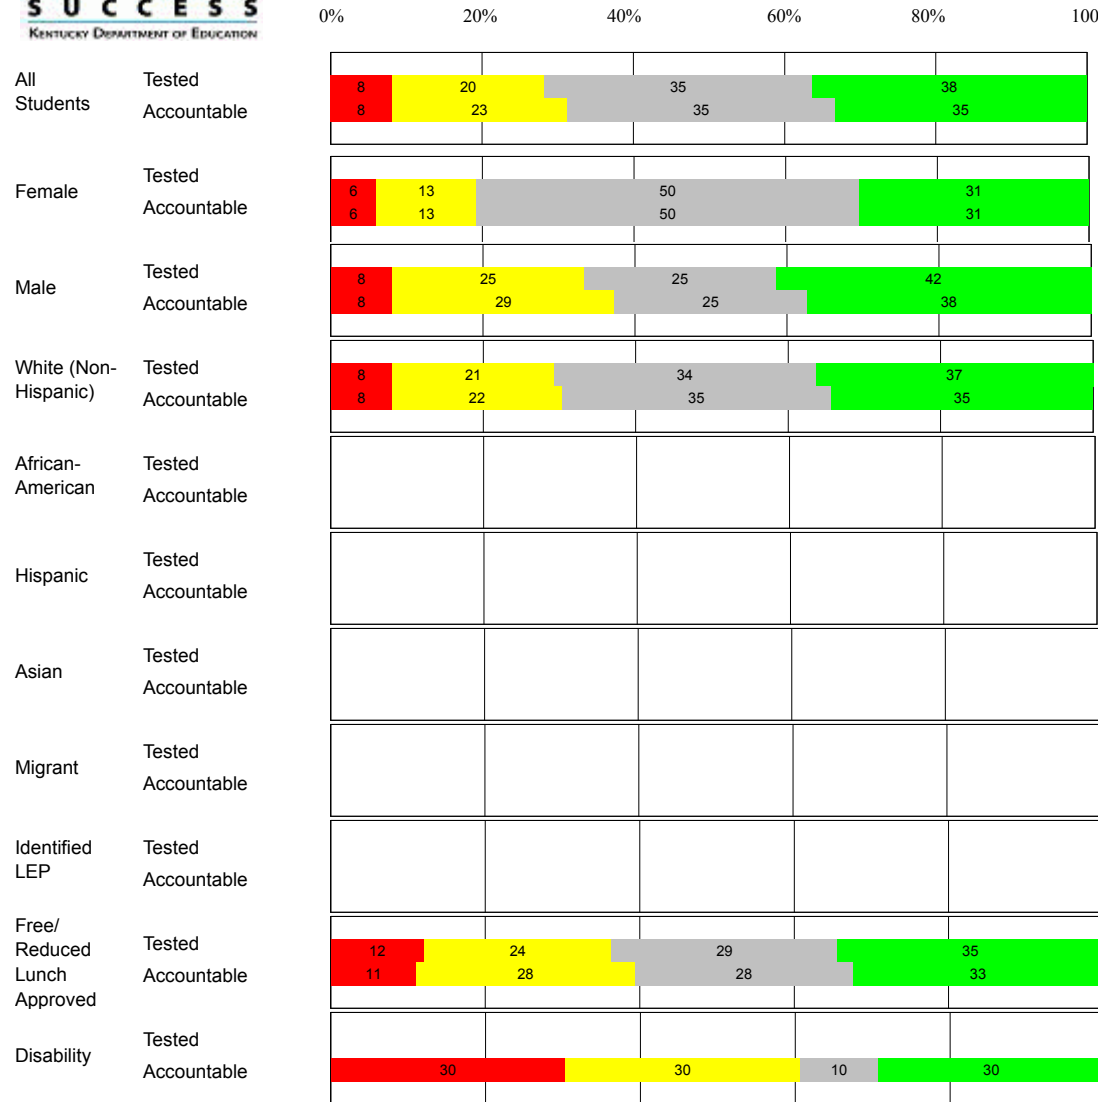 SUCCESS
KENTUCKY DEPARTMENT OF EDUCATION
0% 20% 40% 60% 80% 100
All Students
Tested 8 20 35 38
Accountable 8 23 35 35
Female
Tested 6 13 50 31
Accountable 6 13 50 31
Male
Tested 8 25 25 42
Accountable 8 29 25 38
White (Non-
Hispanic)
Tested 8 21 34 37
Accountable 8 22 35 35
African-
American
Tested
Accountable
Hispanic
Tested
Accountable
Asian
Tested
Accountable
Migrant
Tested
Accountable
Identified
LEP
Tested
Accountable
Free/
Reduced
Lunch
Approved
Tested 12 24 29 35
Accountable 11 28 28 33
Disability
Tested
Accountable 30 30 10 30